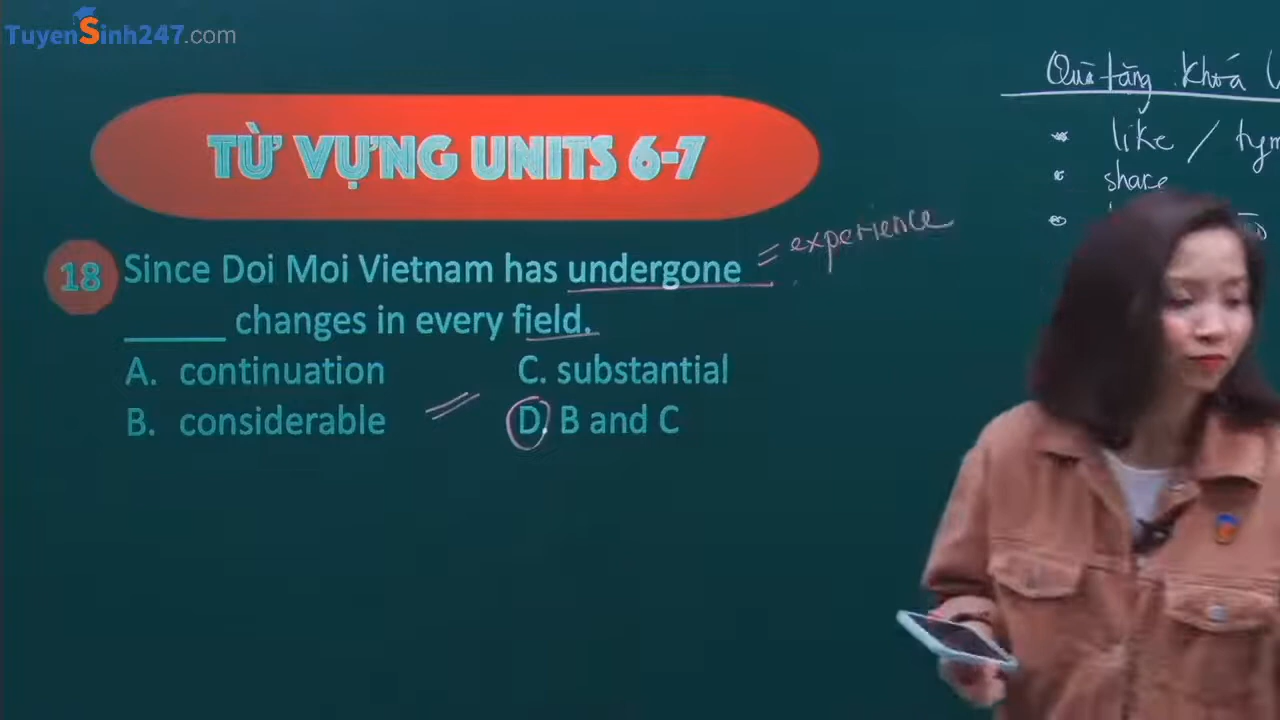 TuyenSinh247.com
Quà tặng khoá
like / tym
share
TỪ VỰNG UNITS 6-7
= experience
18 Since Doi Moi Vietnam has undergone
______ changes in every field.
A. continuation C. substantial
B. considerable D. B and C